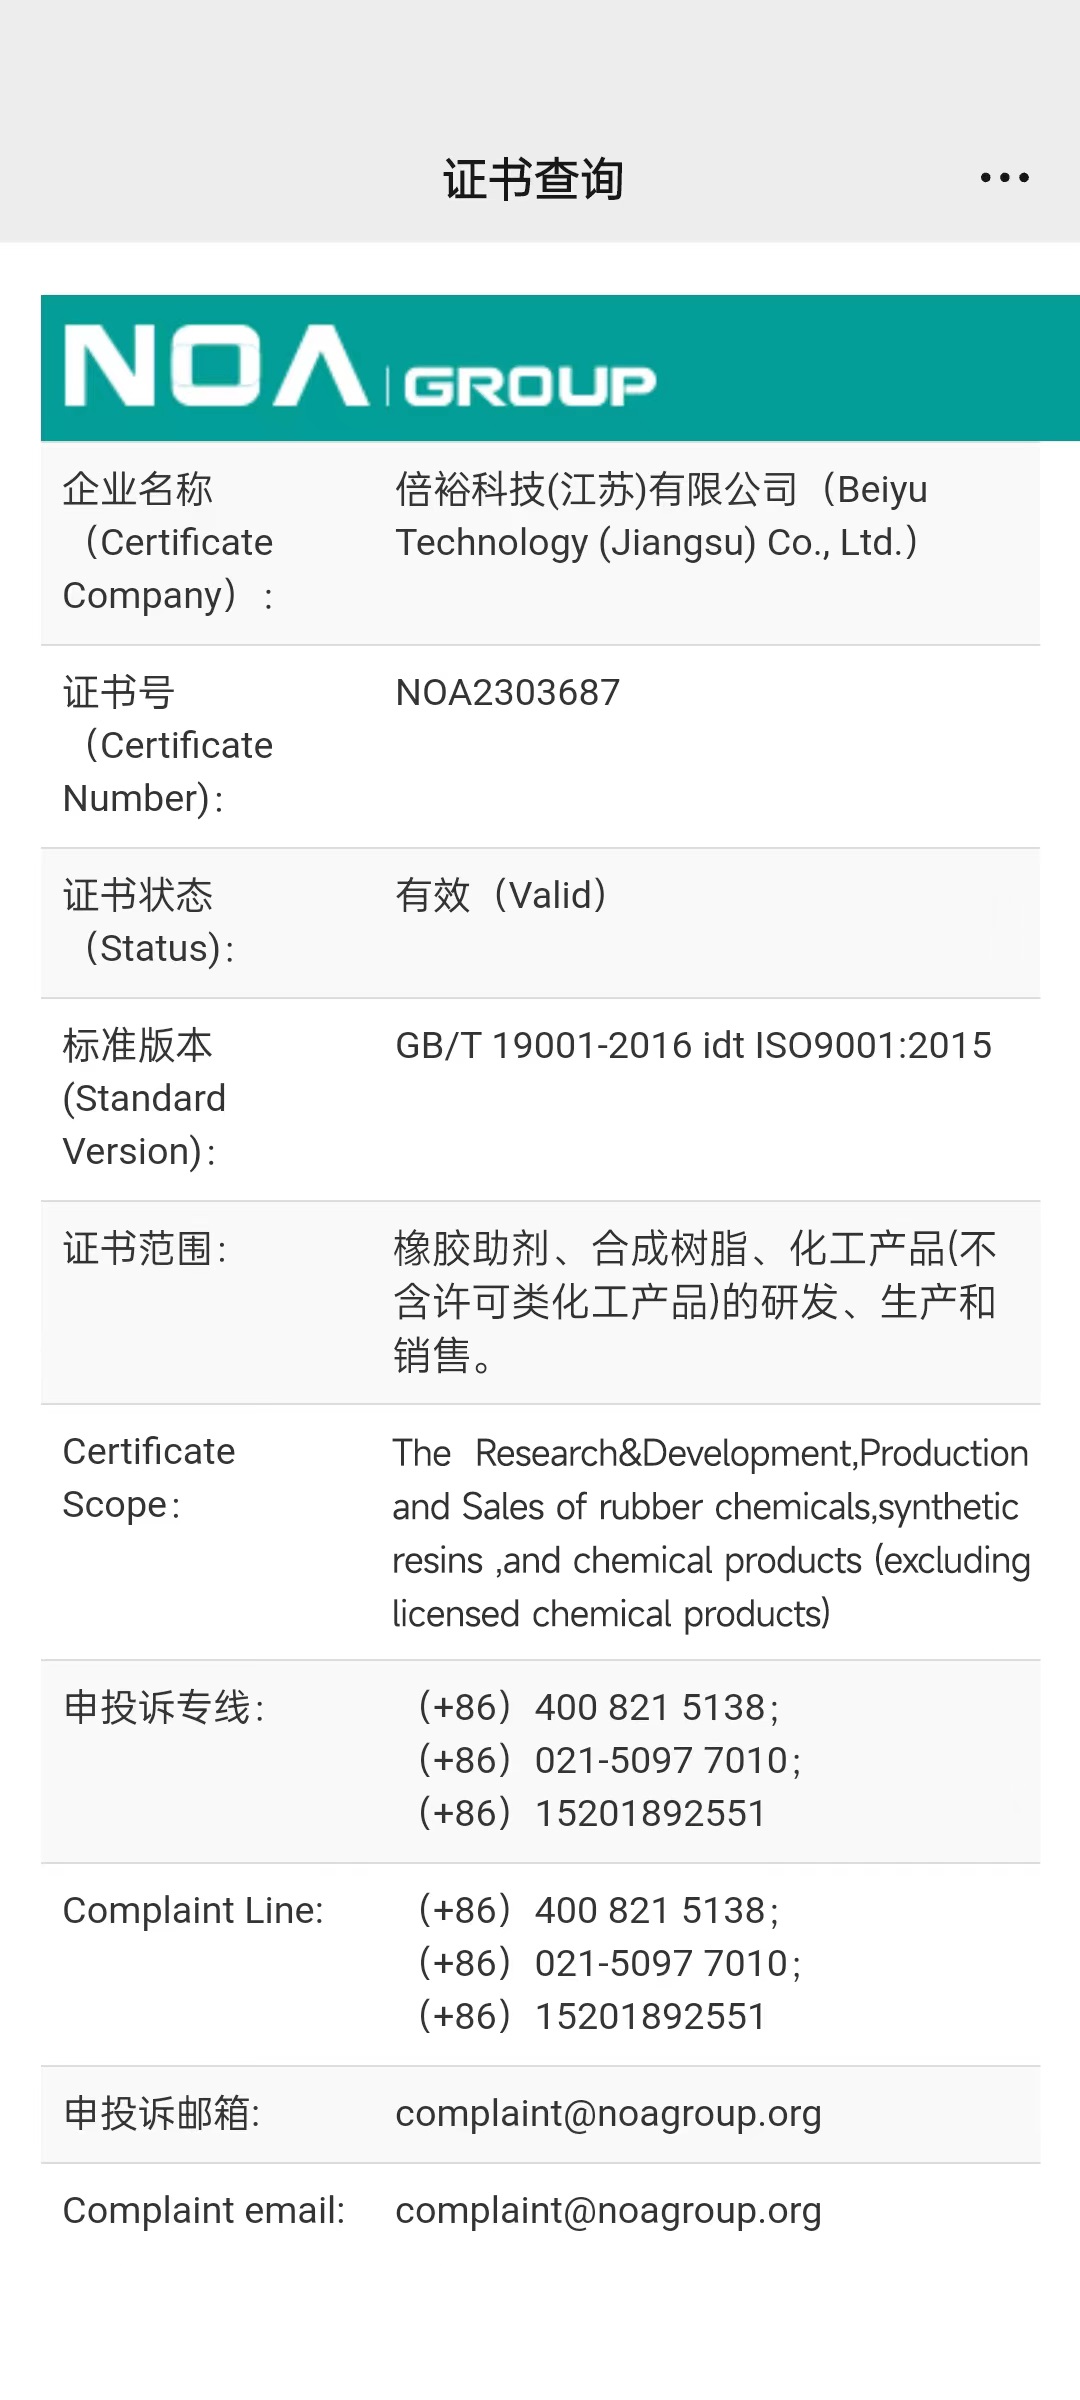 证书查询
NOA GROUP
企业名称
（Certificate
Company）:
倍裕科技(江苏)有限公司（Beiyu
Technology (Jiangsu) Co., Ltd.）
证书号
（Certificate
Number)：
NOA2303687
证书状态
（Status)：
有效（Valid）
标准版本
(Standard
Version)：
GB/T 19001-2016 idt ISO9001:2015
证书范围：
橡胶助剂、合成树脂、化工产品(不
含许可类化工产品)的研发、生产和
销售。
Certificate
Scope：
The Research&Development,Production
and Sales of rubber chemicals,synthetic
resins ,and chemical products (excluding
licensed chemical products)
申投诉专线：
（+86）400 821 5138；
（+86）021-5097 7010；
（+86）15201892551
Complaint Line:
（+86）400 821 5138；
（+86）021-5097 7010；
（+86）15201892551
申投诉邮箱:
complaint@noagroup.org
Complaint email:
complaint@noagroup.org